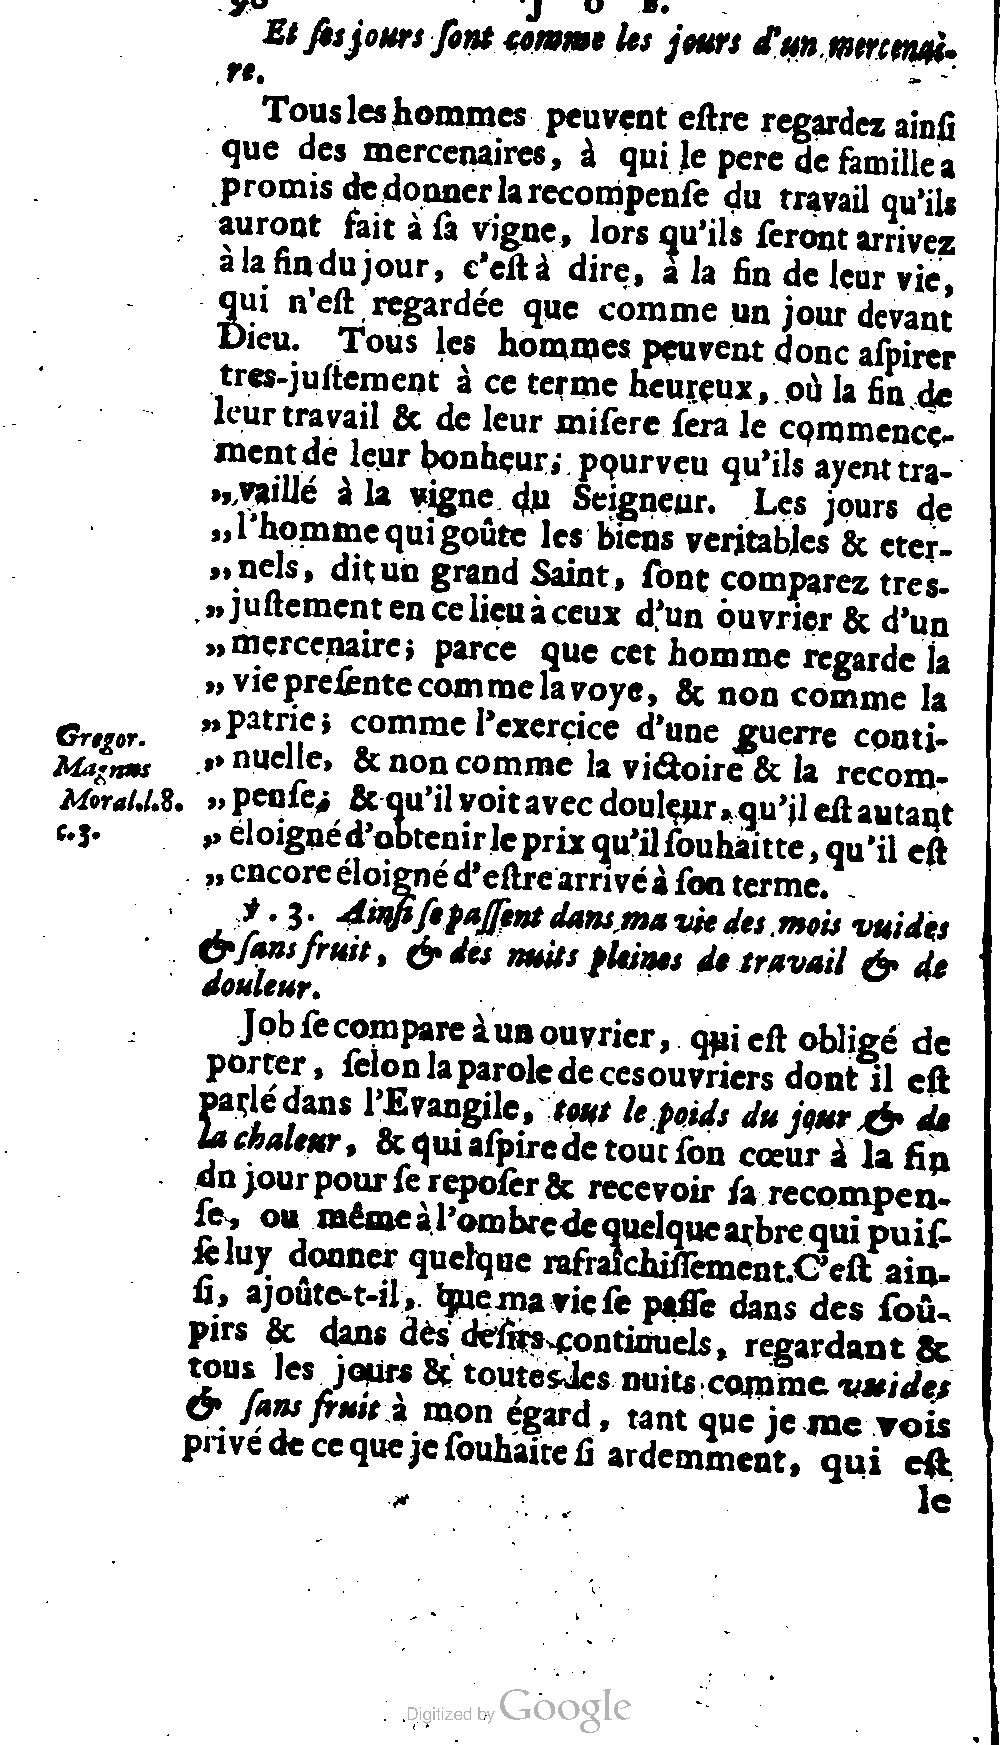 J O B.
Et ſes jours ſont comme les jours d'un mercenai-
re.
Tous les hommes peuvent eſtre regardez ainſi
que des mercenaires, à qui le pere de famille a
promis de donner la recompenſe du travail qu'ils
auront fait à ſa vigne, lors qu'ils ſeront arrivez
à la fin du jour, c'eſt à dire, à la fin de leur vie,
qui n'eſt regardée que comme un jour devant
Dieu. Tous les hommes peuvent donc aſpirer
tres-juſtement à ce terme heureux, où la fin de
leur travail & de leur miſere ſera le commence-
ment de leur bonheur; pourveu qu'ils ayent tra-
„vaillé à la vigne du Seigneur. Les jours de
„l'homme qui goûte les biens veritables & eter-
„nels, dit un grand Saint, ſont comparez tres-
„juſtement en ce lieu à ceux d'un ouvrier & d'un
„mercenaire; parce que cet homme regarde la
„vie preſente comme la voye, & non comme la
„patrie; comme l'exercice d'une guerre conti-
„nuelle, & non comme la victoire & la recom-
„penſe; & qu'il voit avec douleur, qu'il eſt autant
„éloigné d'obtenir le prix qu'il ſouhaitte, qu'il eſt
„encore éloigné d'eſtre arrivé à ſon terme.
Gregor.
Magnus
Moral.l.8.
c.3.
℣. 3. Ainſi ſe paſſent dans ma vie des mois vuides
& ſans fruit, & des nuits pleines de travail & de
douleur.
Job ſe compare à un ouvrier, qui eſt obligé de
porter, ſelon la parole de ces ouvriers dont il eſt
parlé dans l'Evangile, tout le poids du jour & de
la chaleur, & qui aſpire de tout ſon cœur à la fin
dn jour pour ſe repoſer & recevoir ſa recompen-
ſe, ou même à l'ombre de quelque arbre qui puiſ-
ſe luy donner quelque rafraîchiſſement. C'eſt ain-
ſi, ajoûte-t-il, que ma vie ſe paſſe dans des ſoû-
pirs & dans des deſirs continuels, regardant &
tous les jours & toutes les nuits comme vuides
& ſans fruit à mon égard, tant que je me vois
privé de ce que je ſouhaite ſi ardemment, qui eſt
le
Digitized by Google